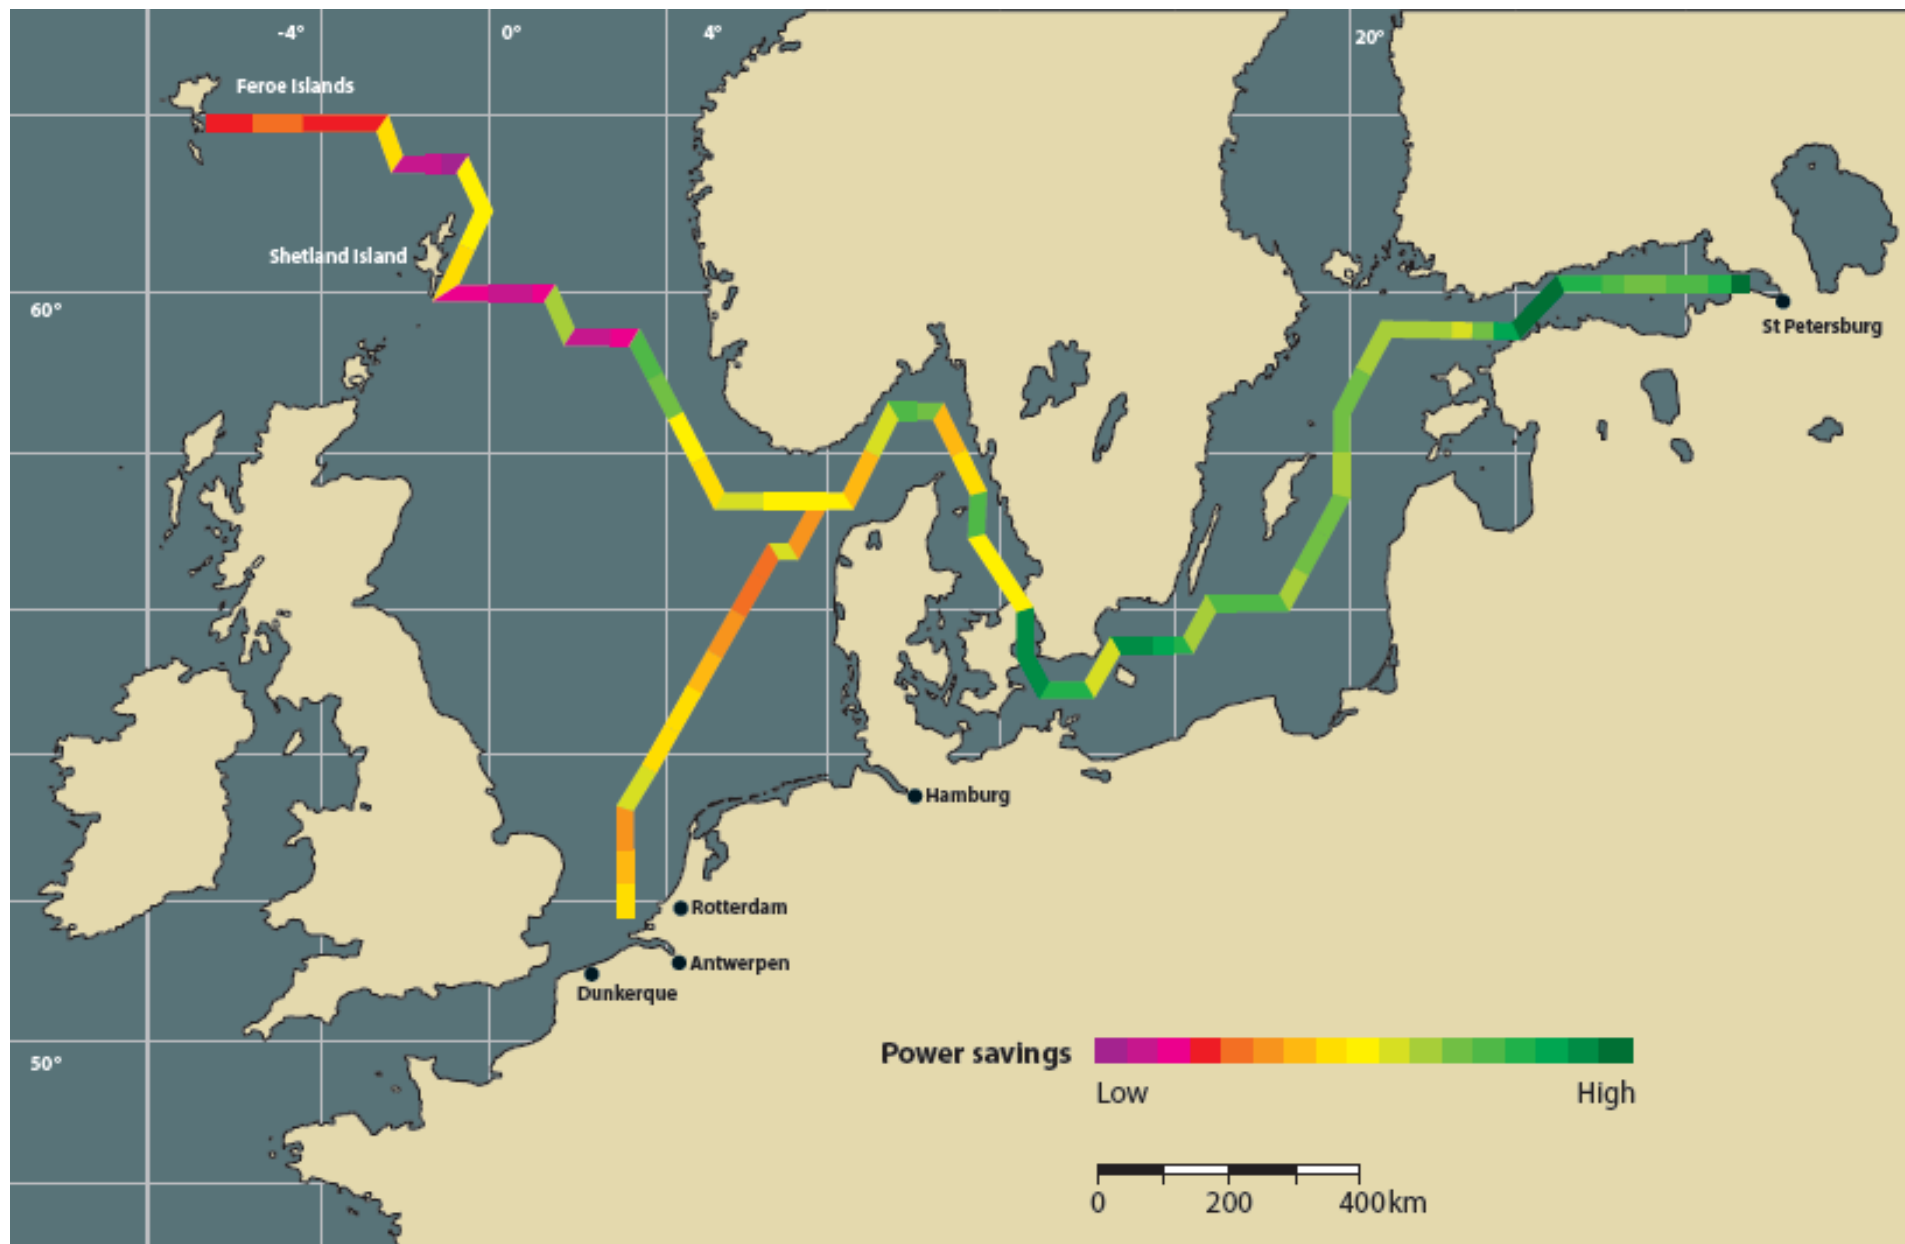 -4°
0°
4°
20°
Feroe Islands
Shetland Island
60°
St Petersburg
Hamburg
Rotterdam
Antwerpen
Dunkerque
50°
Power savings
Low
High
0
200
400km